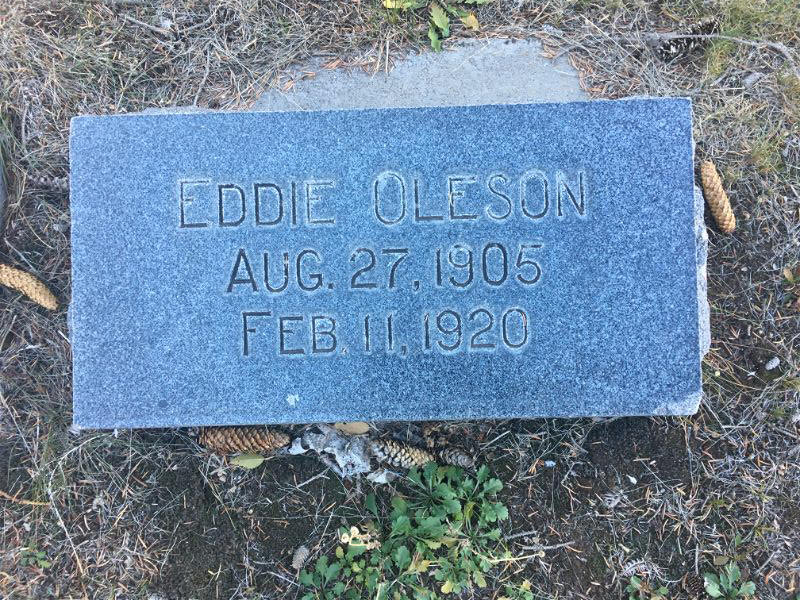 EDDIE OLESON
AUG. 27, 1905
FEB. 11, 1920